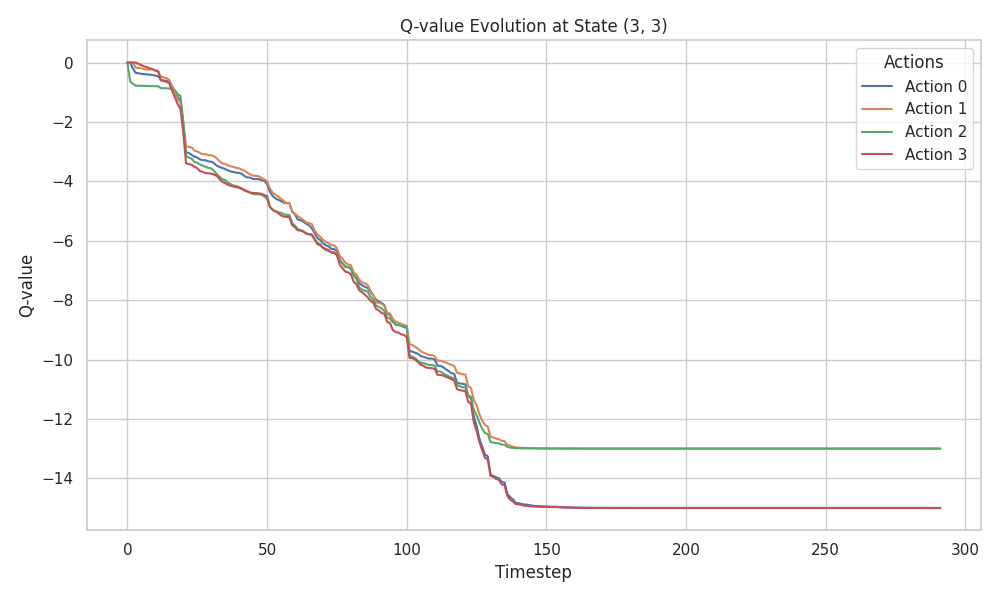 Q-value Evolution at State (3, 3)
Q-value
0
−2
−4
−6
−8
−10
−12
−14
Actions
Action 0
Action 1
Action 2
Action 3
0
50
100
150
200
250
300
Timestep